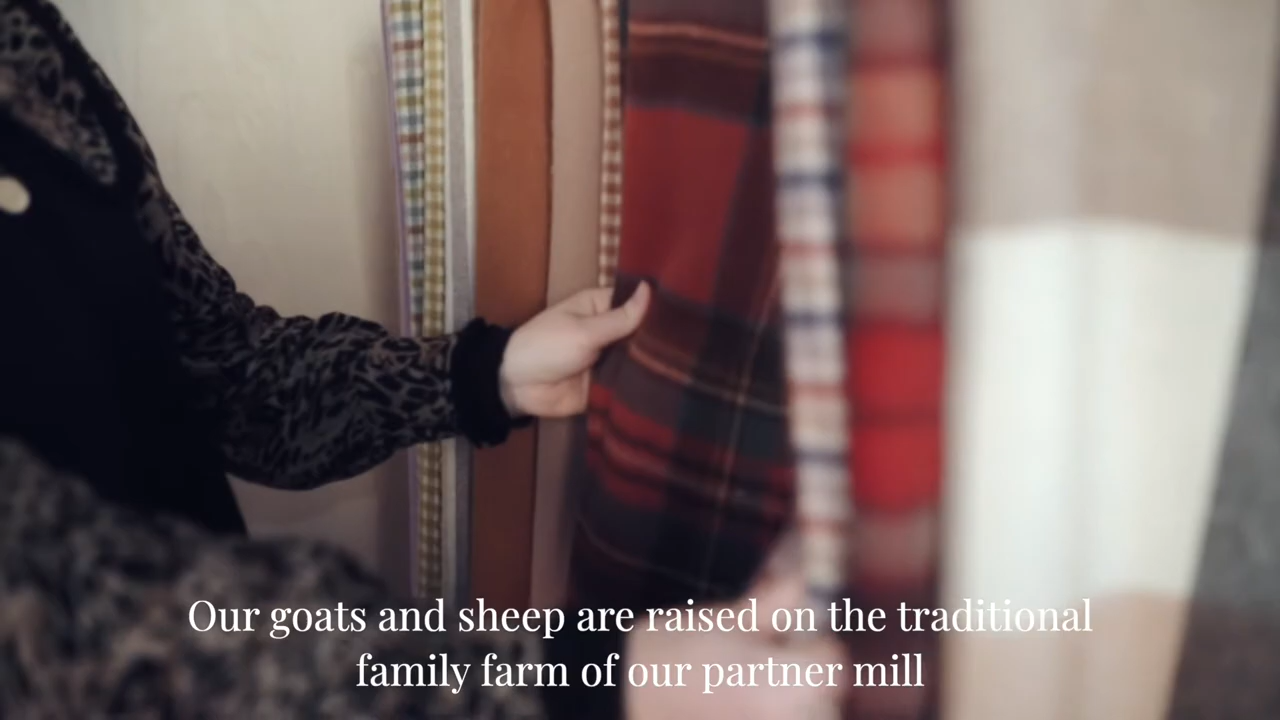 Our goats and sheep are raised on the traditional
family farm of our partner mill